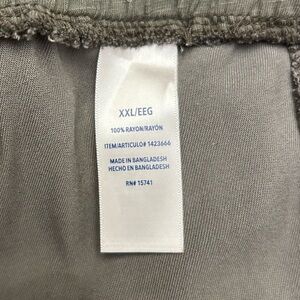 XXL/EEG
100% RAYON/RAYÓN
ITEM/ARTICULO# 1423666
MADE IN BANGLADESH
HECHO EN BANGLADESH
RN# 15741